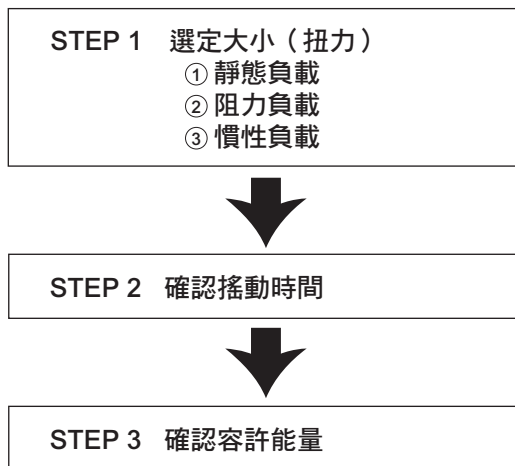 STEP 1 選定大小（扭力）
①靜態負載
②阻力負載
③慣性負載
STEP 2 確認搖動時間
STEP 3 確認容許能量